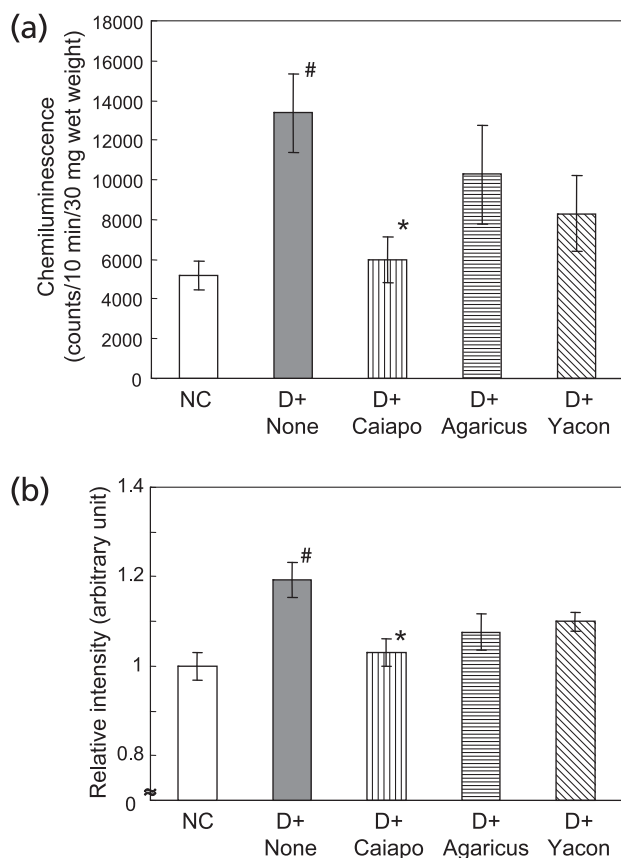 (a)
Chemiluminescence
(counts/10 min/30 mg wet weight)
18000
16000
14000
12000
10000
8000
6000
4000
2000
0
#
*
NC
D+
None
D+
Caiapo
D+
Agaricus
D+
Yacon
(b)
Relative intensity (arbitrary unit)
1.4
1.2
1
0.8
≈
0
#
*
NC
D+
None
D+
Caiapo
D+
Agaricus
D+
Yacon